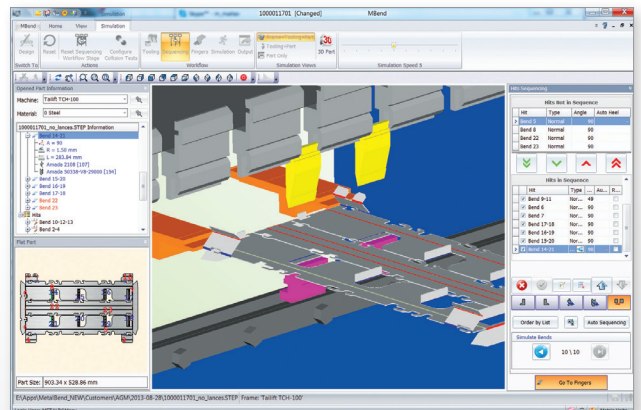 Simulation
1000011701 [Changed]
MBend
MBend Home View Simulation
Design Reset Reset Sequencing Workflow Stage Configure Collision Tools Tooling Sequencing Fingers Simulation Output
Tooling+Part
Part Only
3D Part
Switch To Actions Workflow Simulation Views Simulation Speed 5
Opened Part Information
Machine: Tailift TCH-100
Material: 0 Steel
1000011701_no_lances.STEP Information
Bend 14-21
A = 90
R = 1.50 mm
L = 283.84 mm
Amada 2108 [107]
Amada 50339-V8-29000 [194]
Bend 15-20
Bend 16-19
Bend 17-18
Bend 22
Bend 23
Hits
Bend 10-12-13
Bend 2-4
Flat Part
Part Size: 903.34 x 528.86 mm
Hits Sequencing
Hits Not in Sequence
Hit Type Angle Auto Heel
Bend 5 Normal 90
Bend 8 Normal 90
Bend 22 Normal 90
Bend 23 Normal 90
Hits in Sequence
Hit Type ... Au... R...
Bend 9-11 Nor... 49
Bend 6 Nor... 90
Bend 7 Nor... 90
Bend 17-18 Nor... 90
Bend 16-19 Nor... 90
Bend 15-20 Nor... 90
Bend 14-21 90
Order by List Auto Sequencing
Simulate Bends
10 \ 10
Go To Fingers
E:\Apps\MetalBend_NEW\Customers\AGM\2013-08-28\1000011701_no_lances.STEP Frame: 'Tailift TCH-100'